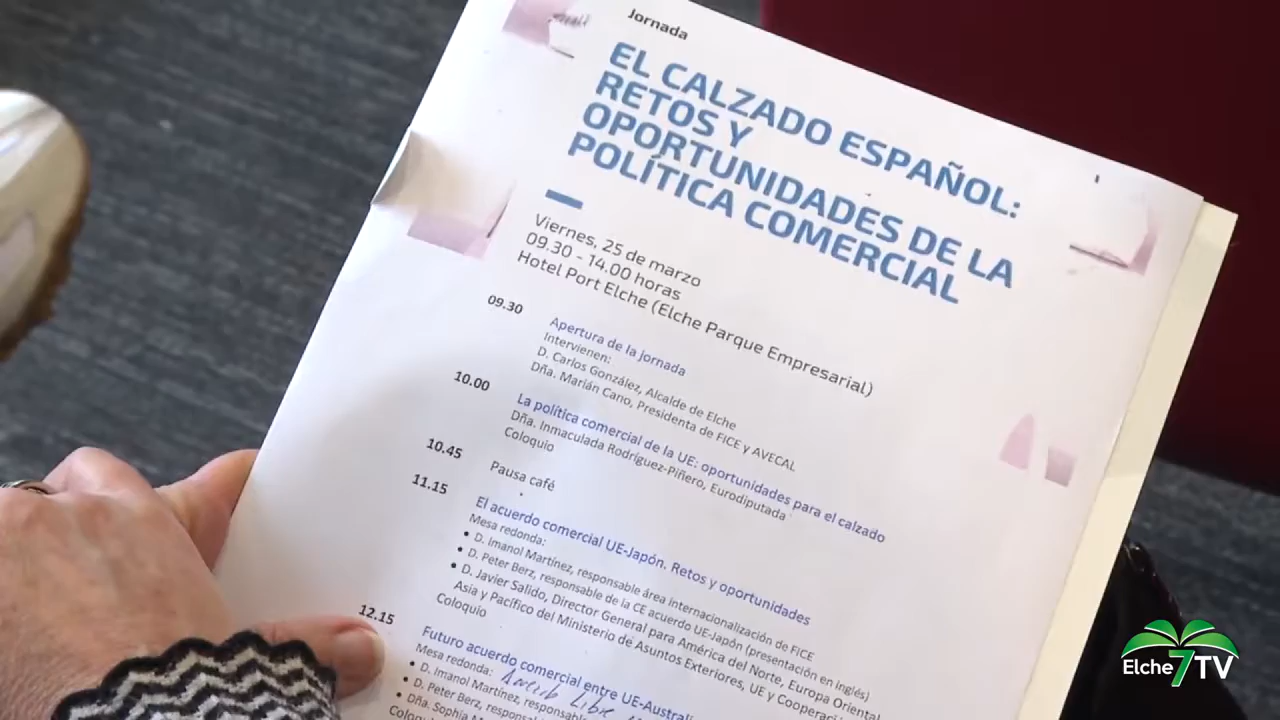 Jornada
EL CALZADO ESPAÑOL:
RETOS Y
OPORTUNIDADES DE LA
POLÍTICA COMERCIAL
Viernes, 25 de marzo
09.30 - 14.00 horas
Hotel Port Elche (Elche Parque Empresarial)
09.30
Apertura de la jornada
Intervienen:
D. Carlos González, Alcalde de Elche
Dña. Marián Cano, Presidenta de FICE y AVECAL
10.00
La política comercial de la UE: oportunidades para el calzado
Dña. Inmaculada Rodríguez-Piñero, Eurodiputada
Coloquio
10.45
Pausa café
11.15
El acuerdo comercial UE-Japón. Retos y oportunidades
Mesa redonda:
• D. Imanol Martínez, responsable área internacionalización de FICE
• D. Peter Berz, responsable de la CE acuerdo UE-Japón (presentación en inglés)
• D. Javier Salido, Director General para América del Norte, Europa Oriental
Asia y Pacífico del Ministerio de Asuntos Exteriores, UE y Cooperaci
Coloquio
12.15
Futuro acuerdo comercial entre UE-Australi
Mesa redonda:
• D. Imanol Martínez, responsable
• D. Peter Berz, responsab
• Dña. Sophia M
Coloqu
Elche 7 TV